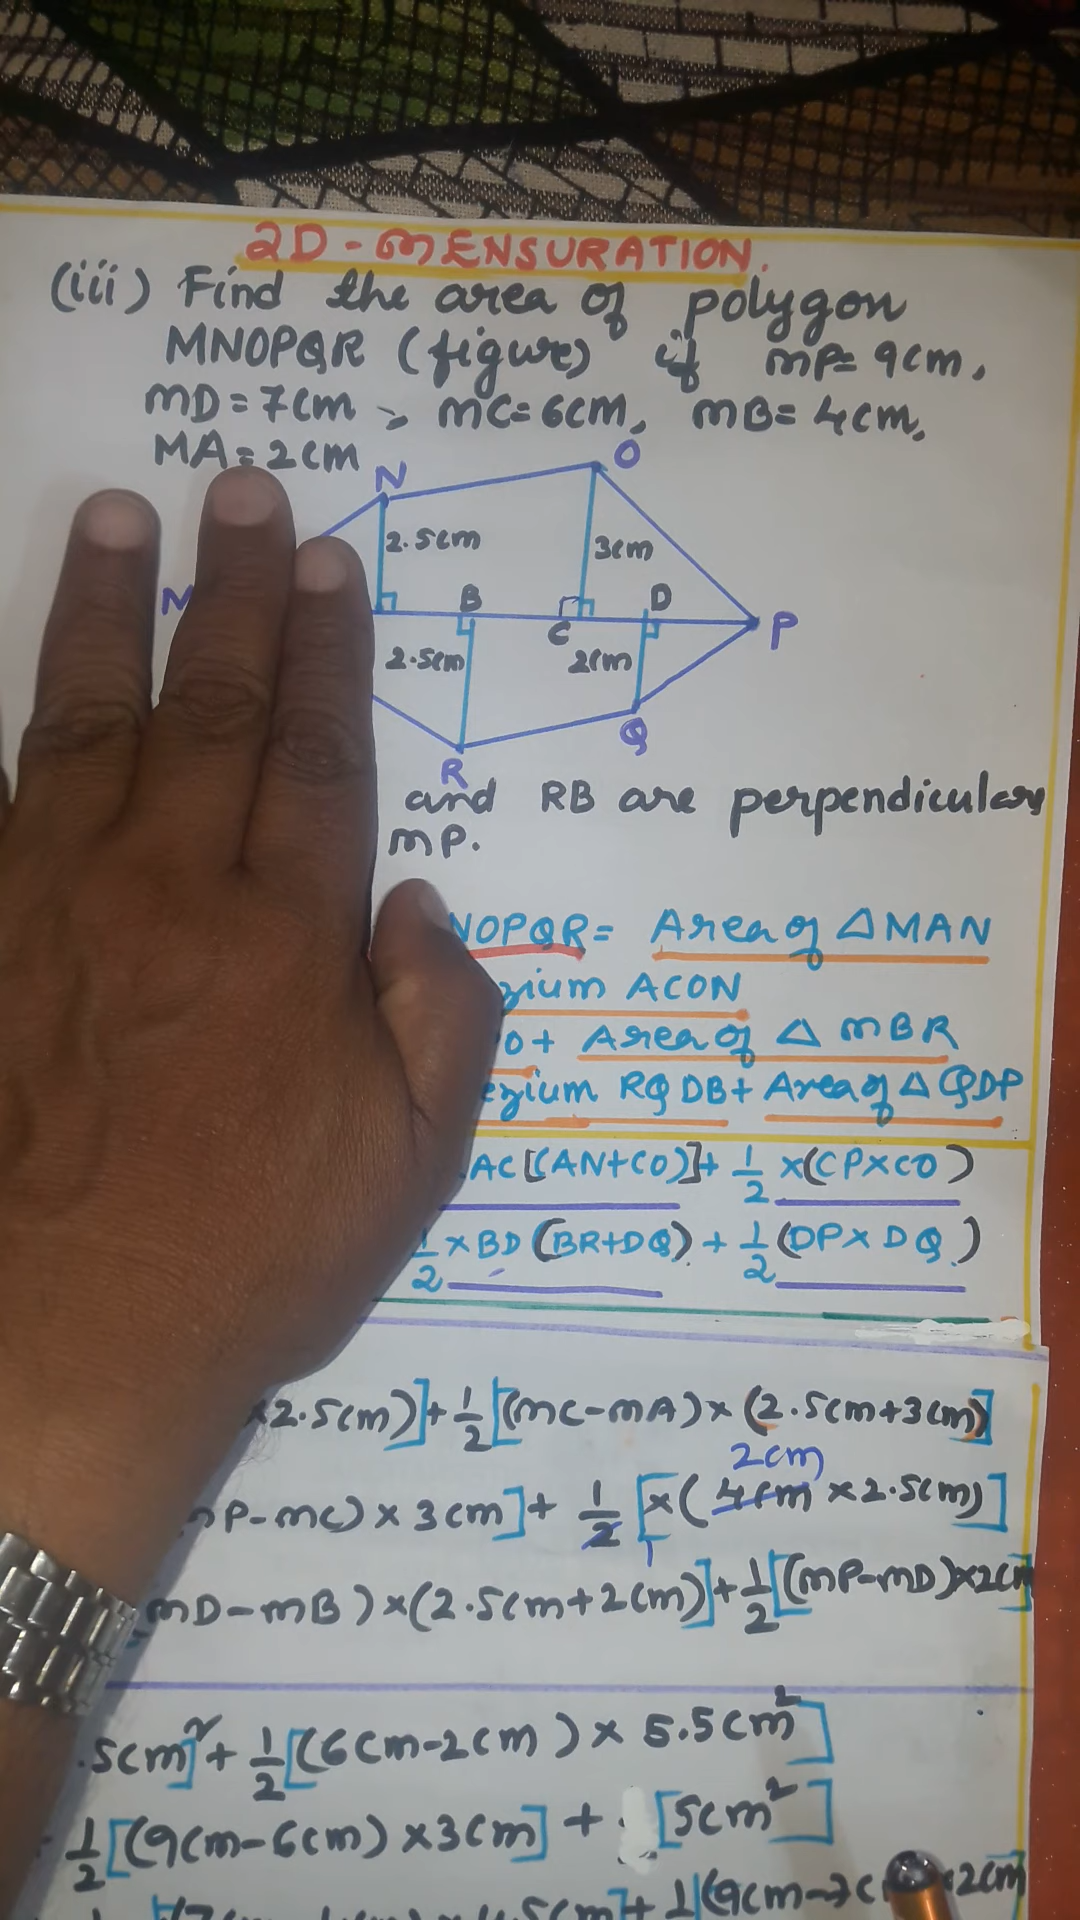 2D-MENSURATION.
(iii) Find the area of polygon
MNOPQR (figure) if MP= 9cm,
MD=7cm, MC=6cm, MB=4cm,
MA=2cm
N O
2.5cm 3cm
M B D
C P
2.5cm 2cm
Q
R
and RB are perpendicular
MP.
NOPQR= Area of △MAN
zium ACON
O+ Area of △ MBR
ezium RQDB+ Area of △ QDP
AC[(AN+CO)]+ 1/2 ×(CP×CO)
1/2 ×BD (BR+DQ) + 1/2 (DP×DQ)
×2.5cm)]+1/2[(MC-MA)×(2.5cm+3cm)]
2cm
MP-MC)×3cm]+ 1/2 [×(4cm×2.5cm)]
1
MD-MB)×(2.5cm+2cm)]+1/2[(MP-MD)×2cm]
.5cm²]+ 1/2[(6cm-2cm)× 5.5cm²]
1/2[(9cm-6cm)×3cm] + [5cm²]